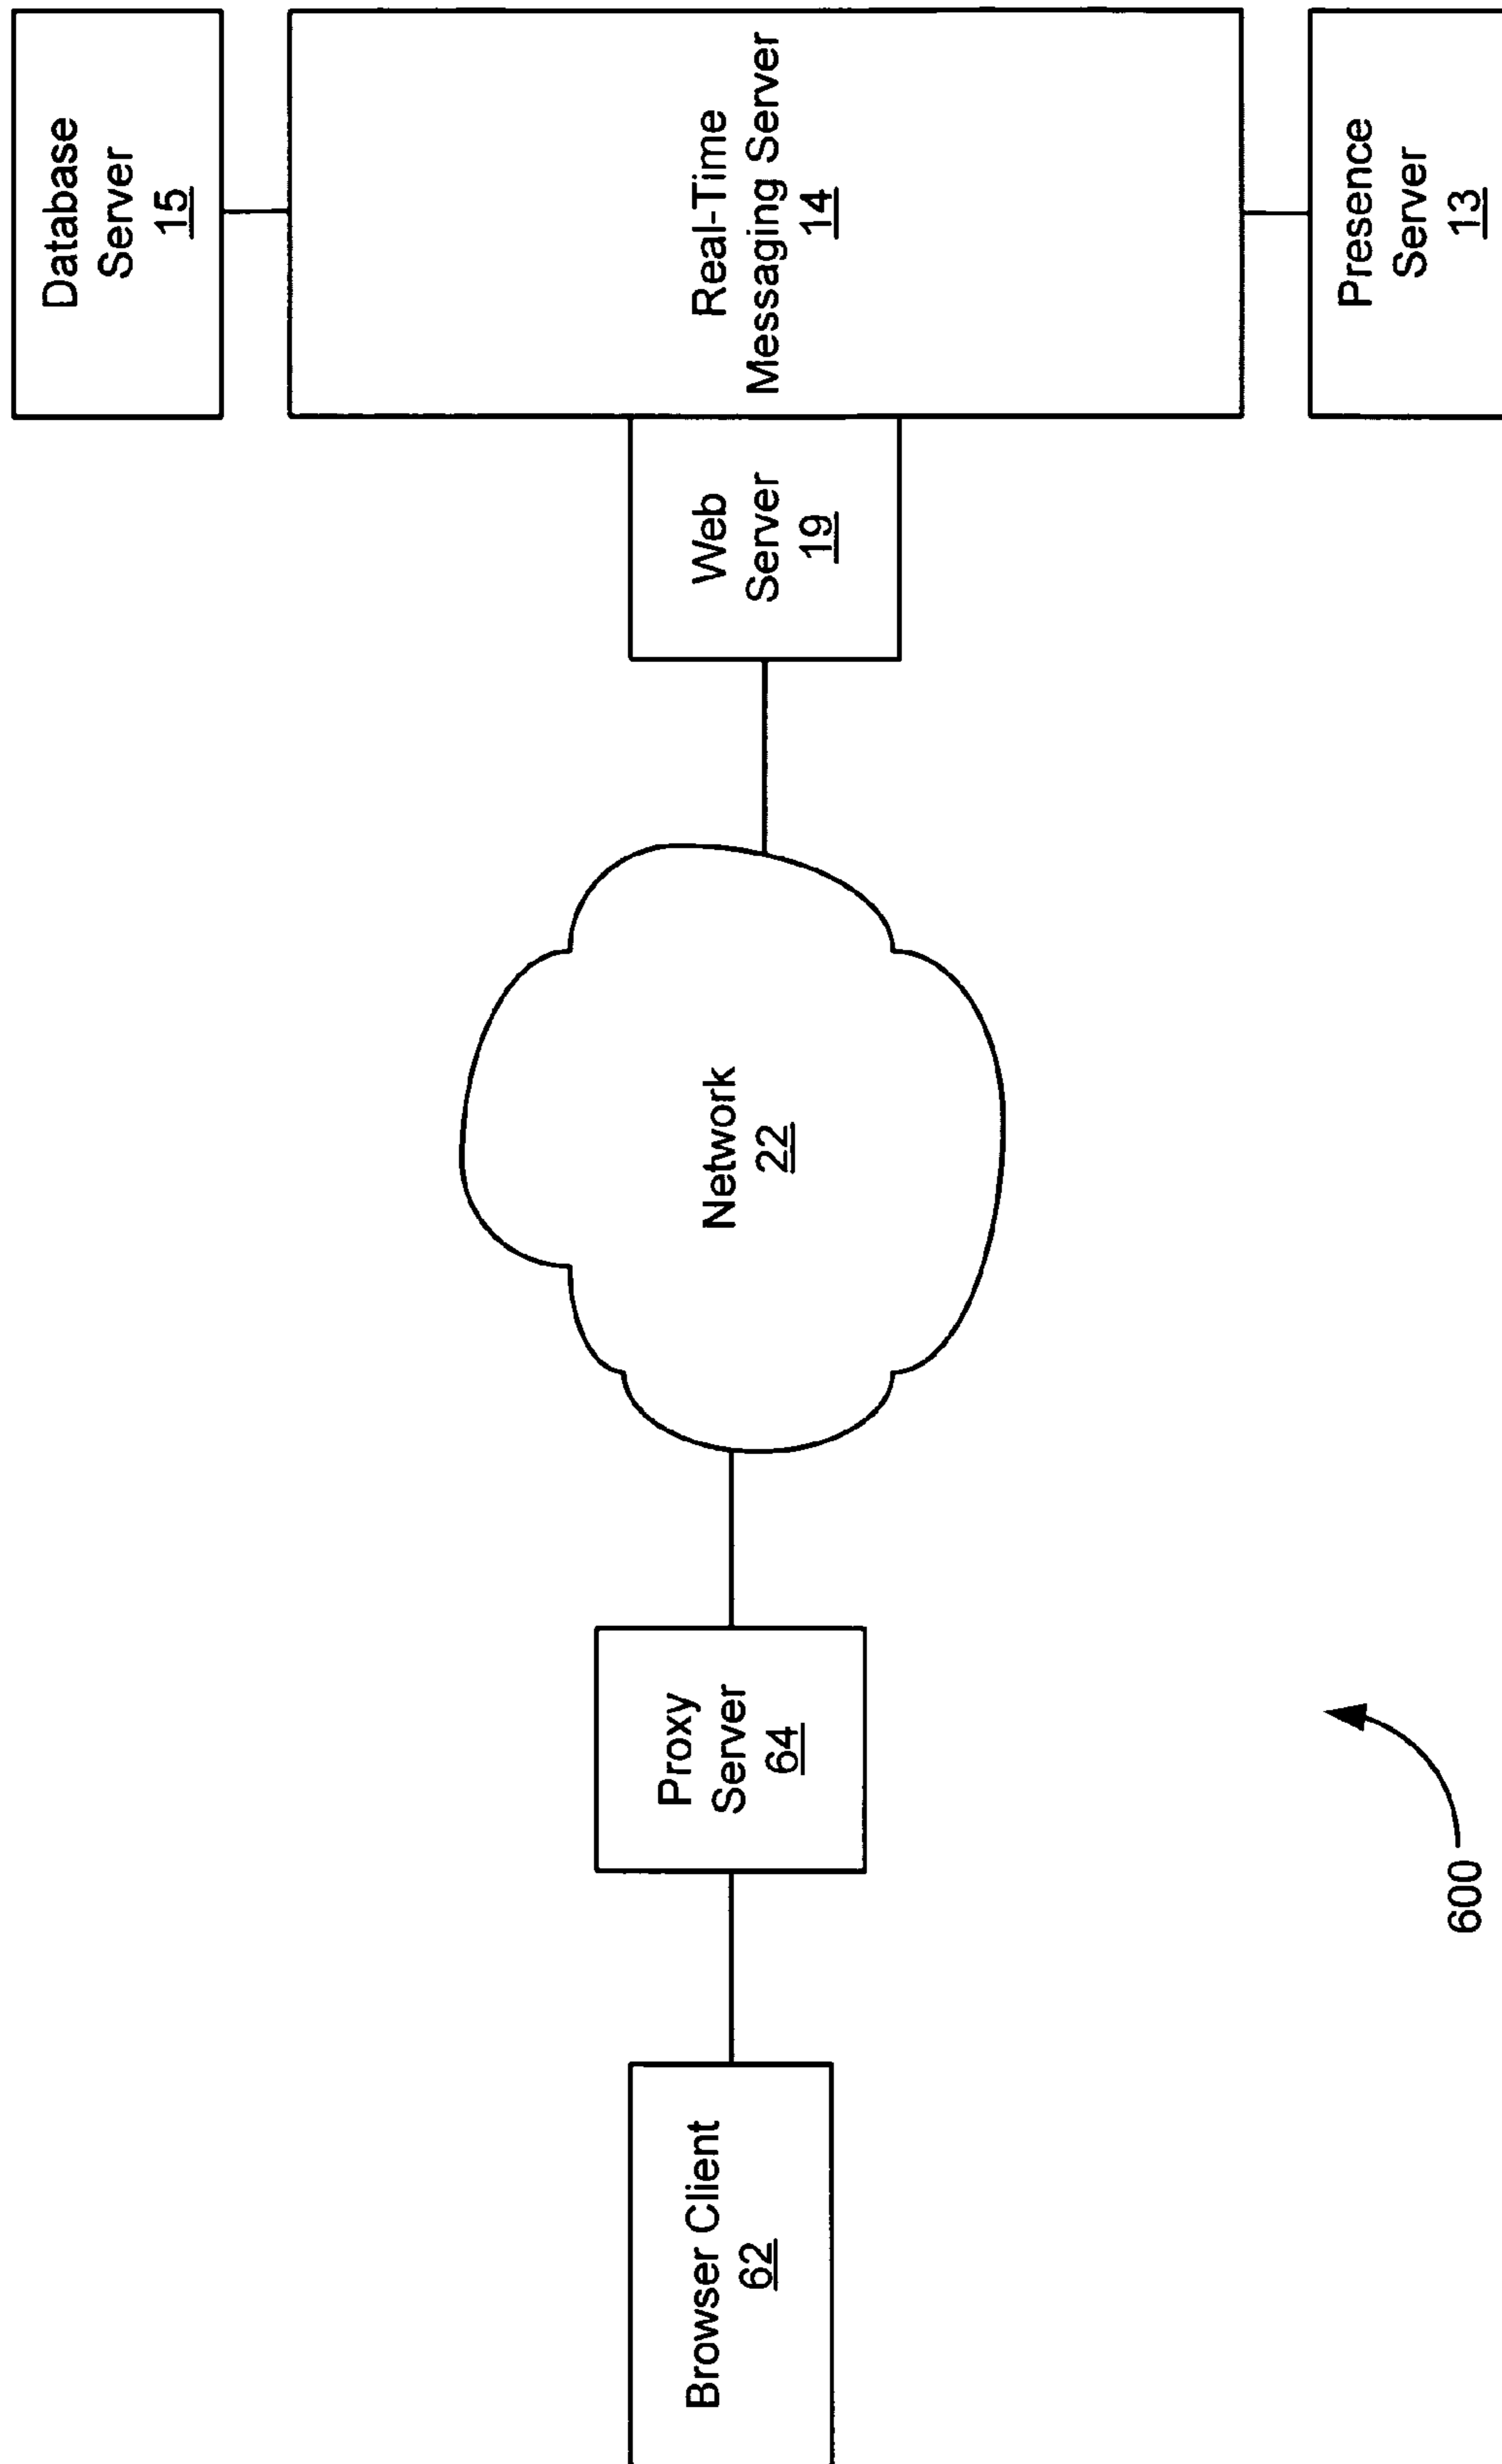 Database
Server
15
Real-Time
Messaging Server
14
Presence
Server
13
Web
Server
19
Network
22
Proxy
Server
64
Browser Client
62
600